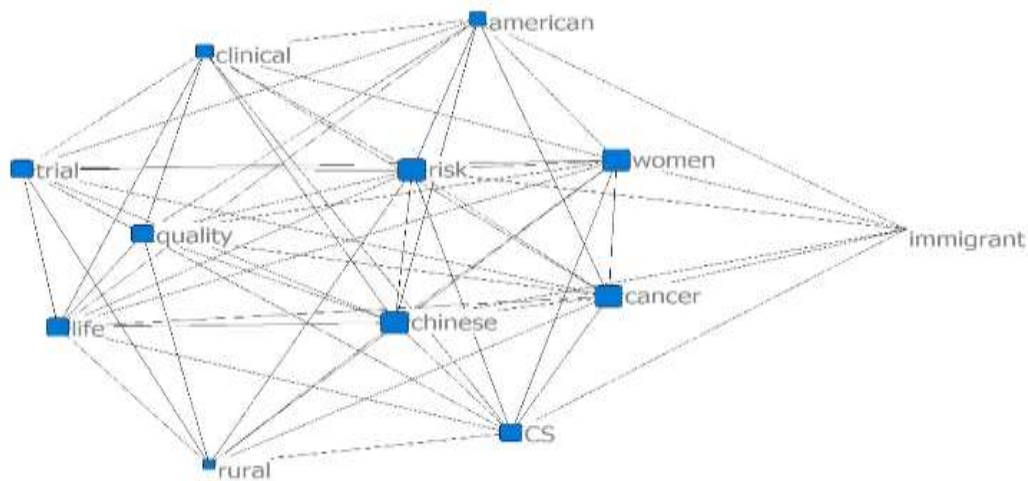 american
clinical
trial
risk
women
quality
immigrant
cancer
life
chinese
CS
rural